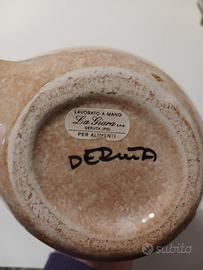 LAVORATO A MANO
La Giara s.n.c.
DERUTA (PG)
PER ALIMENTI
DERUTA
subito